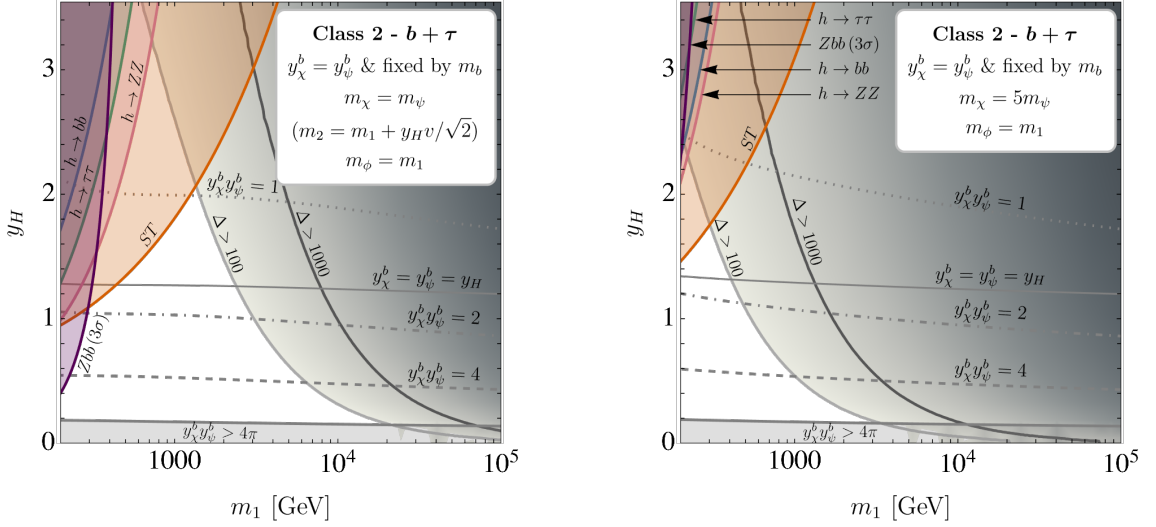 Class 2 - b + τ
y_χ^b = y_ψ^b & fixed by m_b
m_χ = m_ψ
(m_2 = m_1 + y_H v/√2)
m_φ = m_1
h → bb
h → ττ
h → ZZ
ST
Zbb (3σ)
Δ > 100
Δ > 1000
y_χ^b y_ψ^b = 1
y_χ^b = y_ψ^b = y_H
y_χ^b y_ψ^b = 2
y_χ^b y_ψ^b = 4
y_χ^b y_ψ^b > 4π
3
2
1
0
y_H
1000
10^4
10^5
m_1 [GeV]
Class 2 - b + τ
y_χ^b = y_ψ^b & fixed by m_b
m_χ = 5m_ψ
m_φ = m_1
h → ττ
Zbb (3σ)
h → bb
h → ZZ
ST
Δ > 100
Δ > 1000
y_χ^b y_ψ^b = 1
y_χ^b = y_ψ^b = y_H
y_χ^b y_ψ^b = 2
y_χ^b y_ψ^b = 4
y_χ^b y_ψ^b > 4π
3
2
1
0
y_H
1000
10^4
10^5
m_1 [GeV]